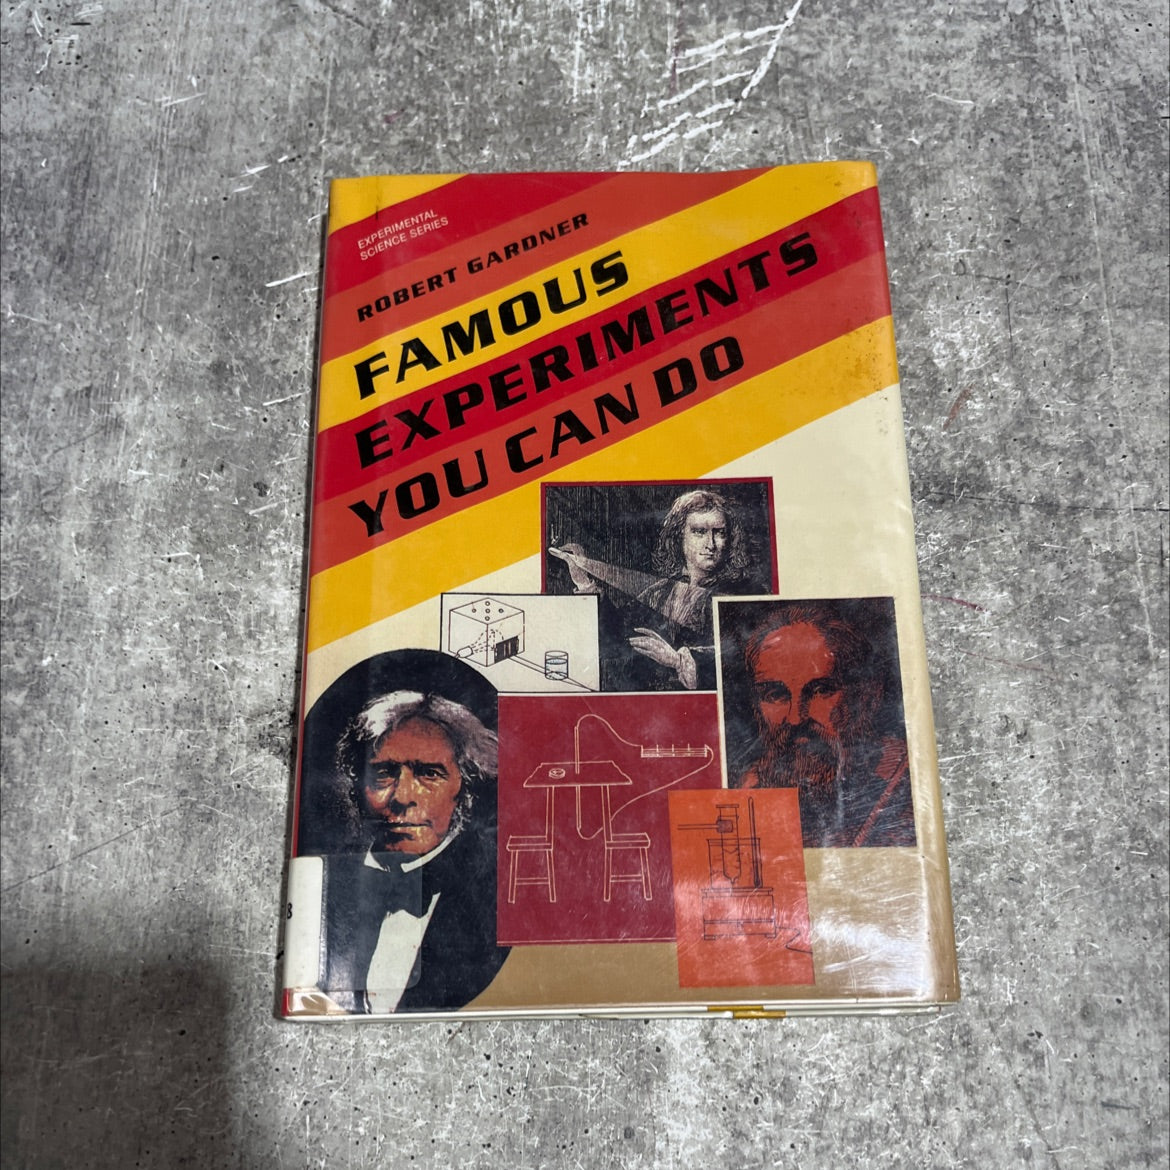 EXPERIMENTAL
SCIENCE SERIES
ROBERT GARDNER
FAMOUS
EXPERIMENTS
YOU CAN DO